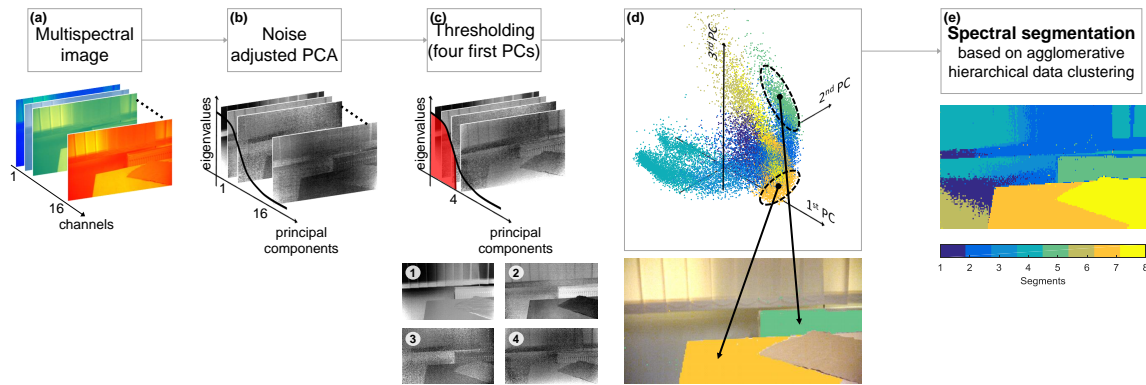 (a)
Multispectral
image
1
16
channels
(b)
Noise
adjusted PCA
eigenvalues
1
16
principal
components
(c)
Thresholding
(four first PCs)
eigenvalues
4
principal
components
1
2
3
4
(d)
3rd PC
2nd PC
1st PC
(e)
Spectral segmentation
based on agglomerative
hierarchical data clustering
1 2 3 4 5 6 7 8
Segments